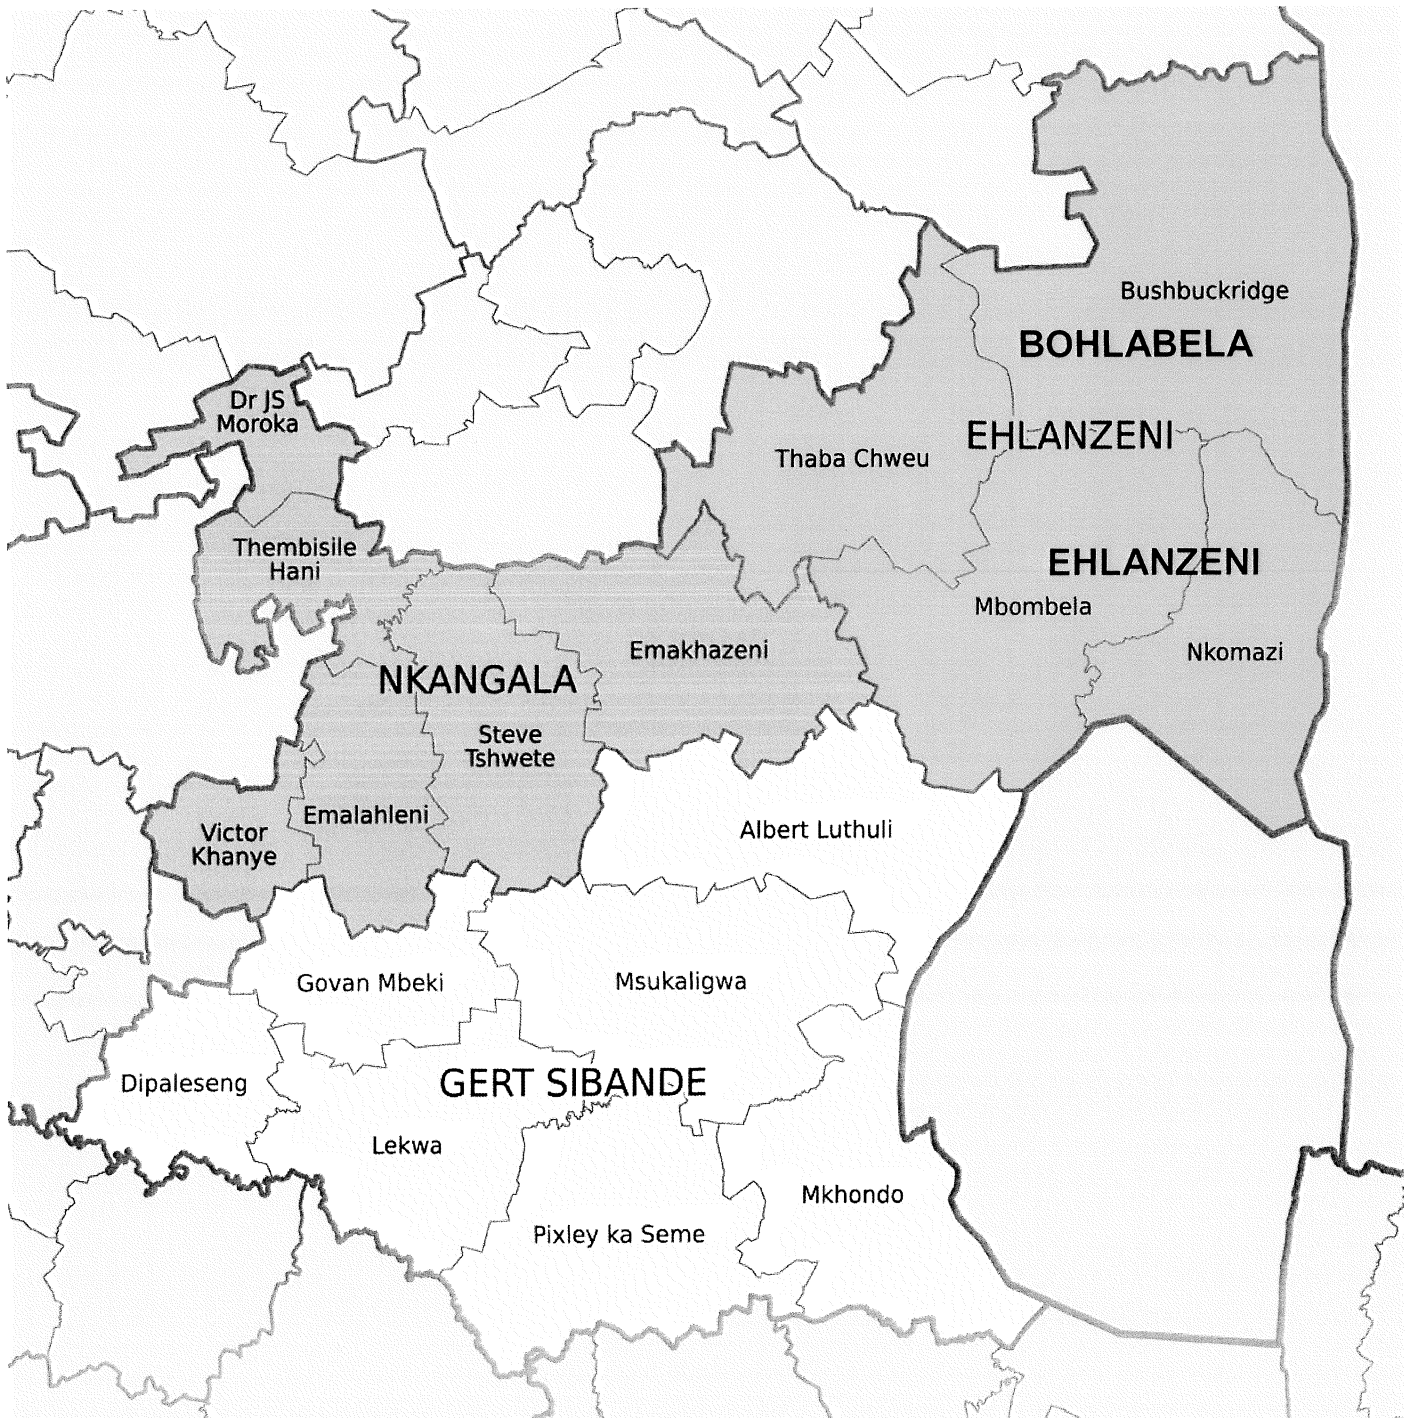 Bushbuckridge
BOHLABELA
Dr JS
Moroka
EHLANZENI
Thaba Chweu
Thembisile
Hani
EHLANZENI
Mbombela
Emakhazeni
Nkomazi
NKANGALA
Steve
Tshwete
Emalahleni
Victor
Khanye
Albert Luthuli
Govan Mbeki
Msukaligwa
Dipaleseng
GERT SIBANDE
Lekwa
Mkhondo
Pixley ka Seme